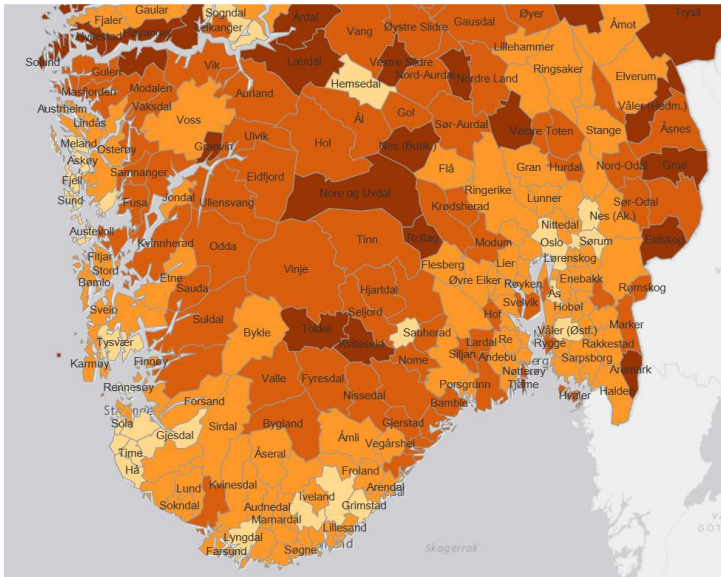 Gaular
Sogndal
Årdal
Øyer
Trysil
Fjaler
Leikanger
Vang
Øystre Slidre
Gausdal
Åmot
Hyllestad
Høyanger
Lillehammer
Solund
Lærdal
Vestre Slidre
Ringsaker
Gulen
Vik
Nord-Aurdal
Nordre Land
Elverum
Masfjorden
Modalen
Aurland
Hemsedal
Våler (Hedm.)
Austrheim
Vaksdal
Voss
Ål
Gol
Sør-Aurdal
Vestre Toten
Stange
Åsnes
Lindås
Ulvik
Hol
Nes (Busk.)
Meland
Osterøy
Granvin
Askøy
Samnanger
Eidfjord
Flå
Gran
Hurdal
Nord-Odal
Grue
Fjell
Jondal
Nore og Uvdal
Ringerike
Lunner
Sund
Fusa
Ullensvang
Krødsherad
Nes (Ak.)
Sør-Odal
Austevoll
Kvinnherad
Odda
Tinn
Rollag
Modum
Nittedal
Oslo
Sørum
Eidskog
Fitjar
Stord
Flesberg
Lier
Lørenskog
Bømlo
Etne
Vinje
Øvre Eiker
Røyken
Enebakk
Rømskog
Sauda
Hjartdal
Ås
Sveio
Suldal
Seljord
Hof
Svelvik
Hobøl
Tysvær
Bykle
Tokke
Kviteseid
Sauherad
Lardal
Re
Våler (Østf.)
Marker
Karmøy
Finnøy
Nome
Siljan
Andebu
Rygge
Rakkestad
Sarpsborg
Rennesøy
Valle
Fyresdal
Porsgrunn
Nøtterøy
Aremark
Forsand
Nissedal
Bamble
Tjøme
Hvaler
Halden
Sola
Gjesdal
Sirdal
Bygland
Gjerstad
Åmli
Vegårshei
Time
Åseral
Hå
Froland
Lund
Kvinesdal
Iveland
Arendal
Sokndal
Audnedal
Grimstad
Marnardal
Lillesand
Lyngdal
Farsund
Søgne
Skagerrak